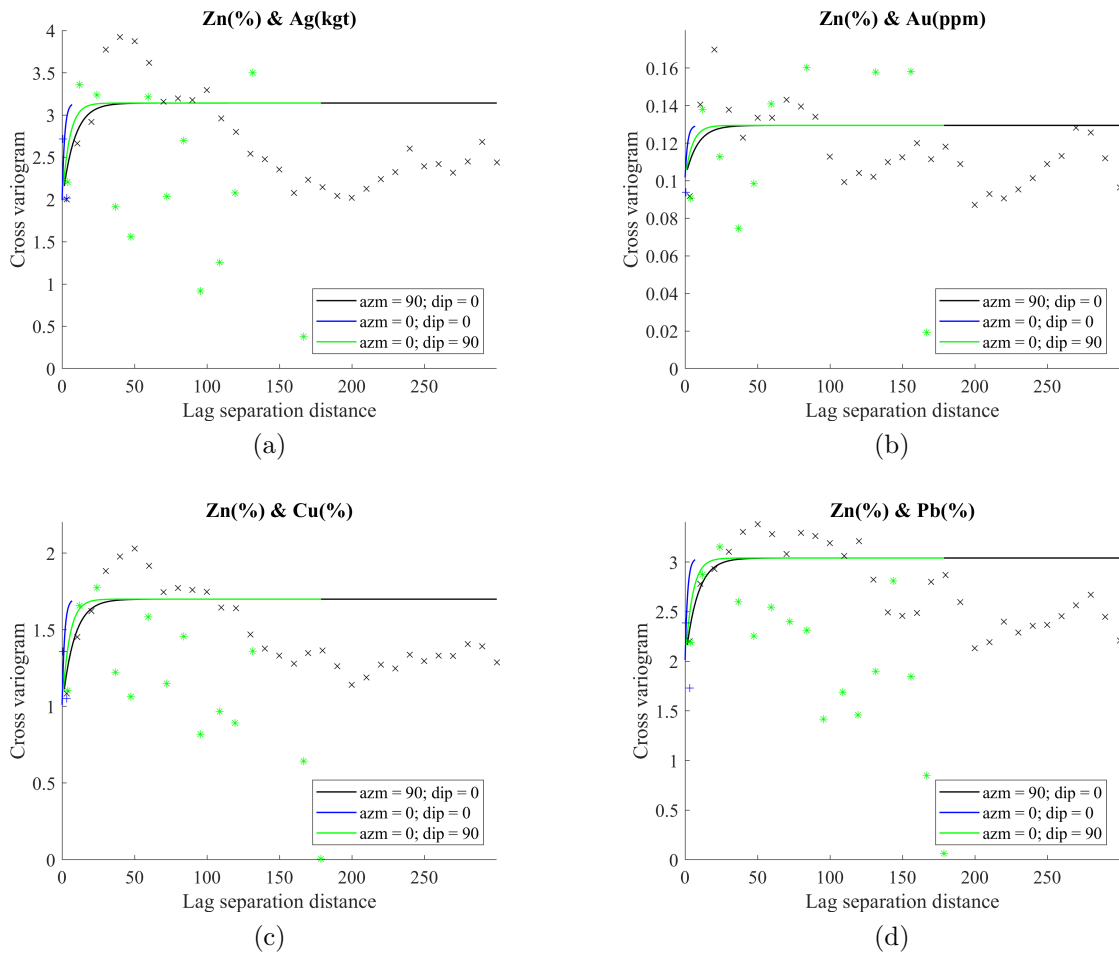 Zn(%) & Ag(kgt)
4
3.5
3
2.5
2
1.5
1
0.5
0
Cross variogram
azm = 90; dip = 0
azm = 0; dip = 0
azm = 0; dip = 90
0 50 100 150 200 250
Lag separation distance
(a)
Zn(%) & Au(ppm)
0.16
0.14
0.12
0.1
0.08
0.06
0.04
0.02
0
Cross variogram
azm = 90; dip = 0
azm = 0; dip = 0
azm = 0; dip = 90
0 50 100 150 200 250
Lag separation distance
(b)
Zn(%) & Cu(%)
2
1.5
1
0.5
0
Cross variogram
azm = 90; dip = 0
azm = 0; dip = 0
azm = 0; dip = 90
0 50 100 150 200 250
Lag separation distance
(c)
Zn(%) & Pb(%)
3
2.5
2
1.5
1
0.5
0
Cross variogram
azm = 90; dip = 0
azm = 0; dip = 0
azm = 0; dip = 90
0 50 100 150 200 250
Lag separation distance
(d)